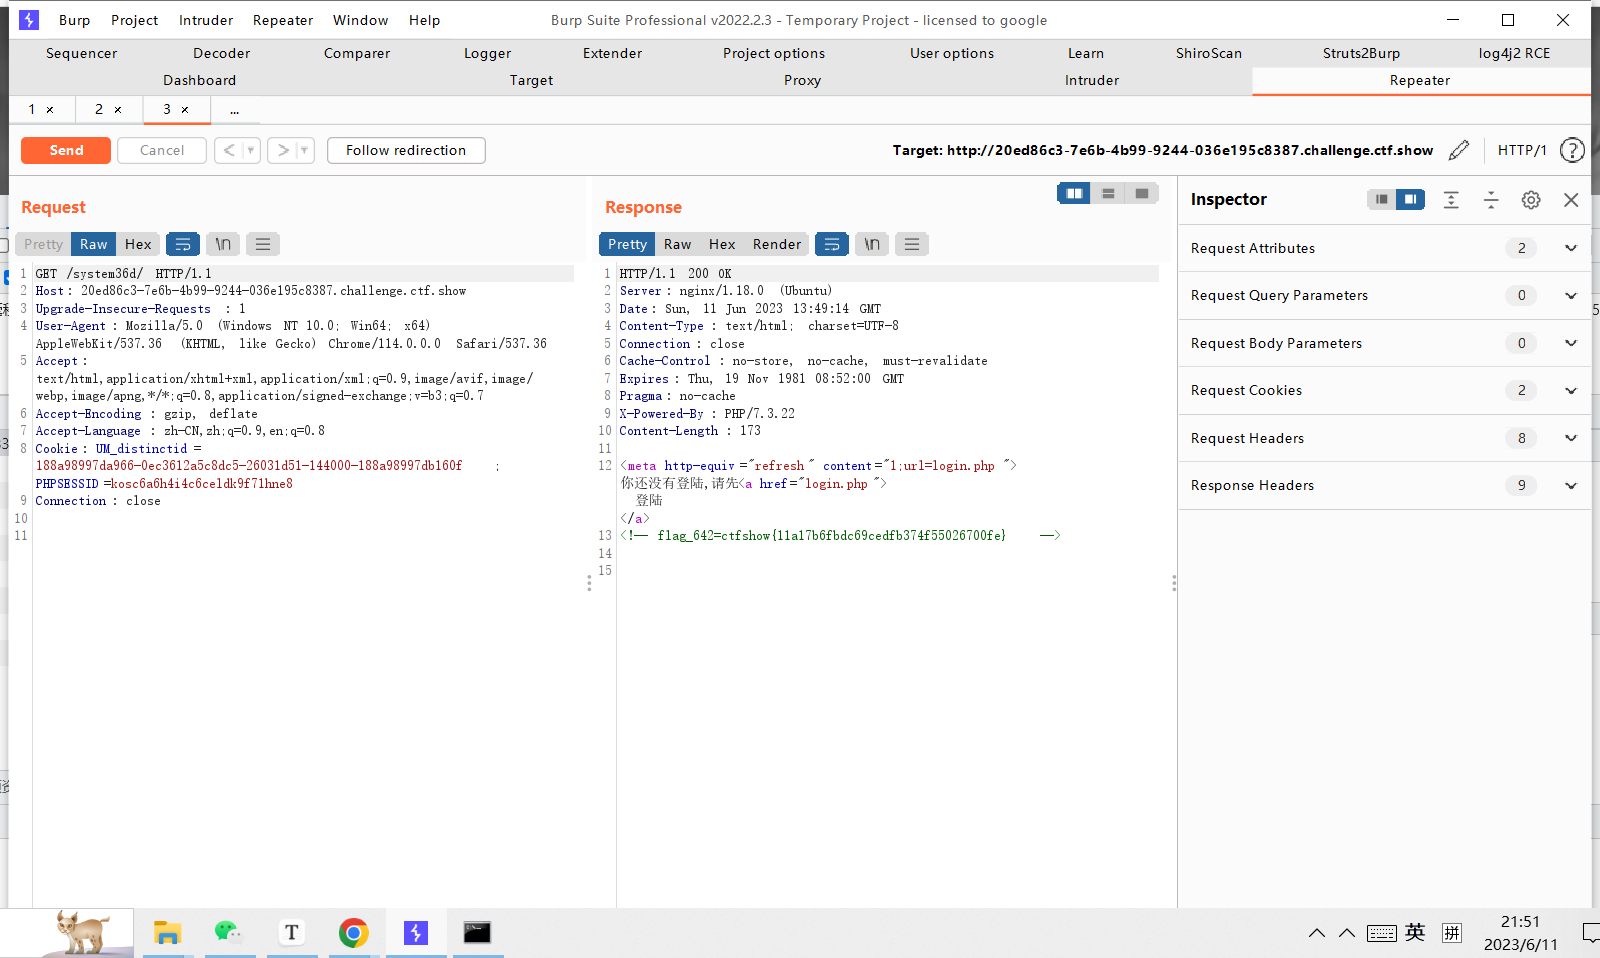 Burp Project Intruder Repeater Window Help Burp Suite Professional v2022.2.3 - Temporary Project - licensed to google
Sequencer Decoder Comparer Logger Extender Project options User options Learn ShiroScan Struts2Burp log4j2 RCE
Dashboard Target Proxy Intruder Repeater
1 × 2 × 3 × ...
Send Cancel < > Follow redirection Target: http://20ed86c3-7e6b-4b99-9244-036e195c8387.challenge.ctf.show HTTP/1 ?
Request
Pretty Raw Hex \n
1 GET /system36d/ HTTP/1.1
2 Host: 20ed86c3-7e6b-4b99-9244-036e195c8387.challenge.ctf.show
3 Upgrade-Insecure-Requests : 1
4 User-Agent : Mozilla/5.0 (Windows NT 10.0; Win64; x64)
AppleWebKit/537.36 (KHTML, like Gecko) Chrome/114.0.0.0 Safari/537.36
5 Accept :
text/html,application/xhtml+xml,application/xml;q=0.9,image/avif,image/
webp,image/apng,*/*;q=0.8,application/signed-exchange;v=b3;q=0.7
6 Accept-Encoding : gzip, deflate
7 Accept-Language : zh-CN,zh;q=0.9,en;q=0.8
8 Cookie: UM_distinctid =
188a98997da966-0ec3612a5c8dc5-26031d51-144000-188a98997db160f ;
PHPSESSID =kosc6a6h4i4c6celdk9f71hne8
9 Connection : close
10
11
Response
Pretty Raw Hex Render \n
1 HTTP/1.1 200 OK
2 Server: nginx/1.18.0 (Ubuntu)
3 Date: Sun, 11 Jun 2023 13:49:14 GMT
4 Content-Type : text/html; charset=UTF-8
5 Connection : close
6 Cache-Control : no-store, no-cache, must-revalidate
7 Expires : Thu, 19 Nov 1981 08:52:00 GMT
8 Pragma : no-cache
9 X-Powered-By : PHP/7.3.22
10 Content-Length : 173
11
12 <meta http-equiv ="refresh " content ="1;url=login.php ">
你还没有登陆,请先<a href="login.php ">
登陆
</a>
13 <!-- flag_642=ctfshow{11a17b6fbdc69cedfb374f55026700fe} -->
14
15
Inspector
Request Attributes 2
Request Query Parameters 0
Request Body Parameters 0
Request Cookies 2
Request Headers 8
Response Headers 9
T 英 拼 21:51
2023/6/11